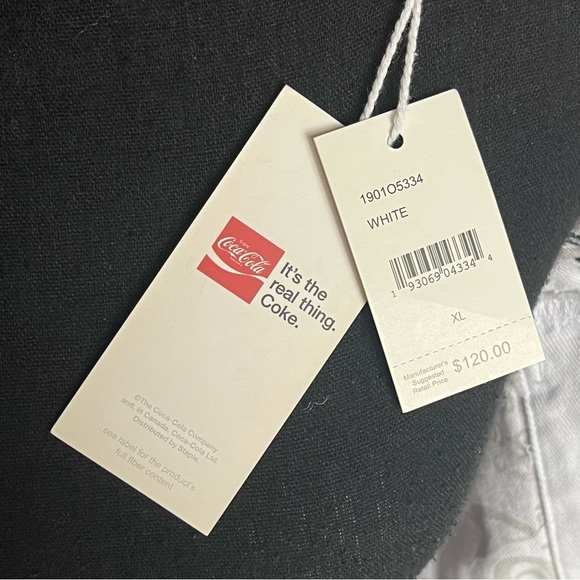 Enjoy
Coca-Cola
It's the
real thing.
Coke.
©The Coca-Cola Company
and, in Canada, Coca-Cola Ltd.
Distributed by Staple.
see label for the product's
full fiber content
1901O5334
WHITE
1 93069 04334 4
XL
Manufacturer's
Suggested
Retail Price
$120.00